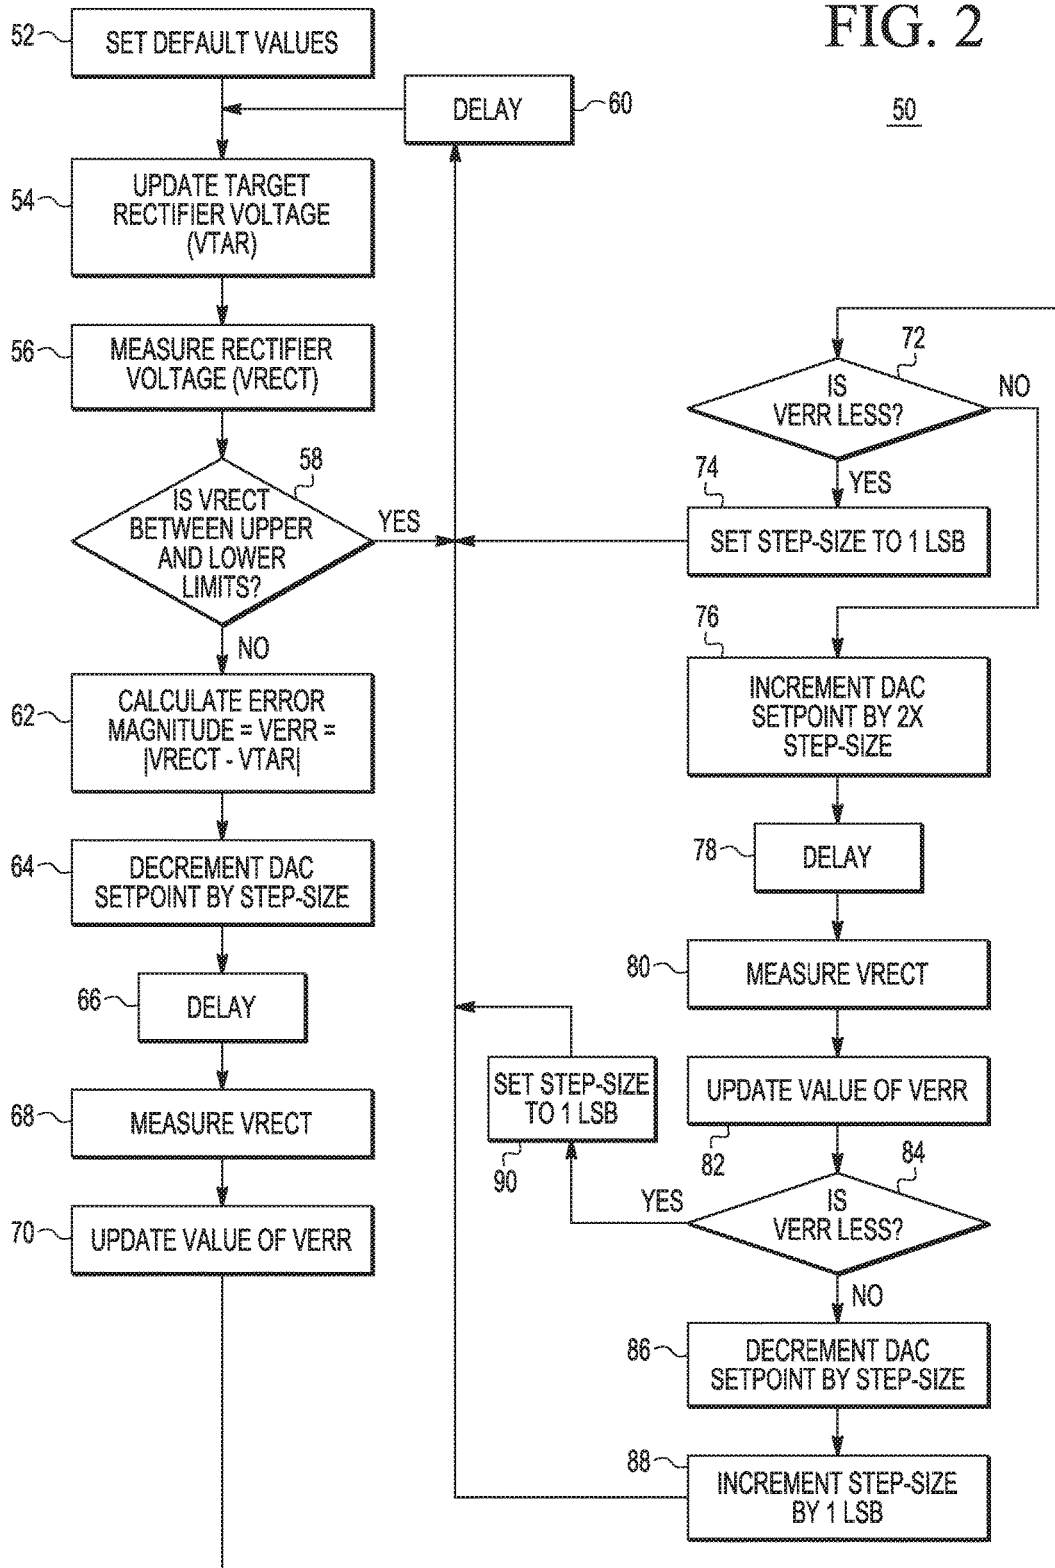 FIG. 2
50
52
SET DEFAULT VALUES
DELAY
60
54
UPDATE TARGET
RECTIFIER VOLTAGE
(VTAR)
56
MEASURE RECTIFIER
VOLTAGE (VRECT)
58
IS VRECT
BETWEEN UPPER
AND LOWER
LIMITS?
YES
NO
62
CALCULATE ERROR
MAGNITUDE = VERR =
|VRECT - VTAR|
64
DECREMENT DAC
SETPOINT BY STEP-SIZE
66
DELAY
68
MEASURE VRECT
70
UPDATE VALUE OF VERR
72
IS
VERR LESS?
NO
YES
74
SET STEP-SIZE TO 1 LSB
76
INCREMENT DAC
SETPOINT BY 2X
STEP-SIZE
78
DELAY
80
MEASURE VRECT
UPDATE VALUE OF VERR
82
84
IS
VERR LESS?
YES
SET STEP-SIZE
TO 1 LSB
90
NO
86
DECREMENT DAC
SETPOINT BY STEP-SIZE
88
INCREMENT STEP-SIZE
BY 1 LSB